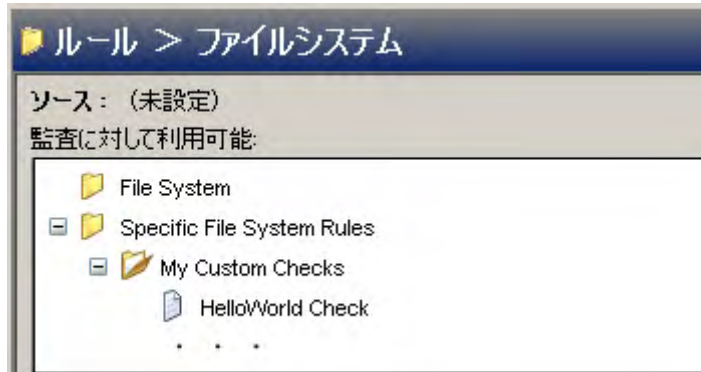 ルール > ファイルシステム
ソース： （未設定）
監査に対して利用可能:
File System
Specific File System Rules
My Custom Checks
HelloWorld Check
. . .